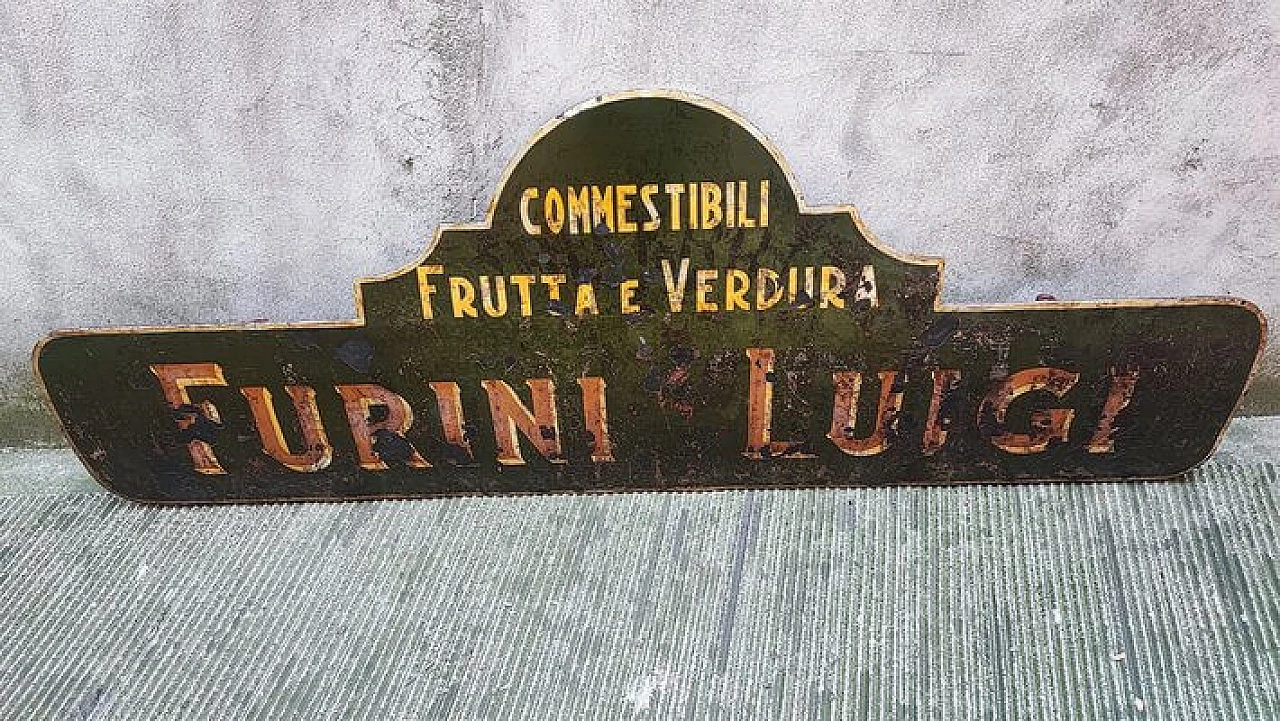 COMMESTIBILI
FRUTTA E VERDURA
FURINI LUIGI